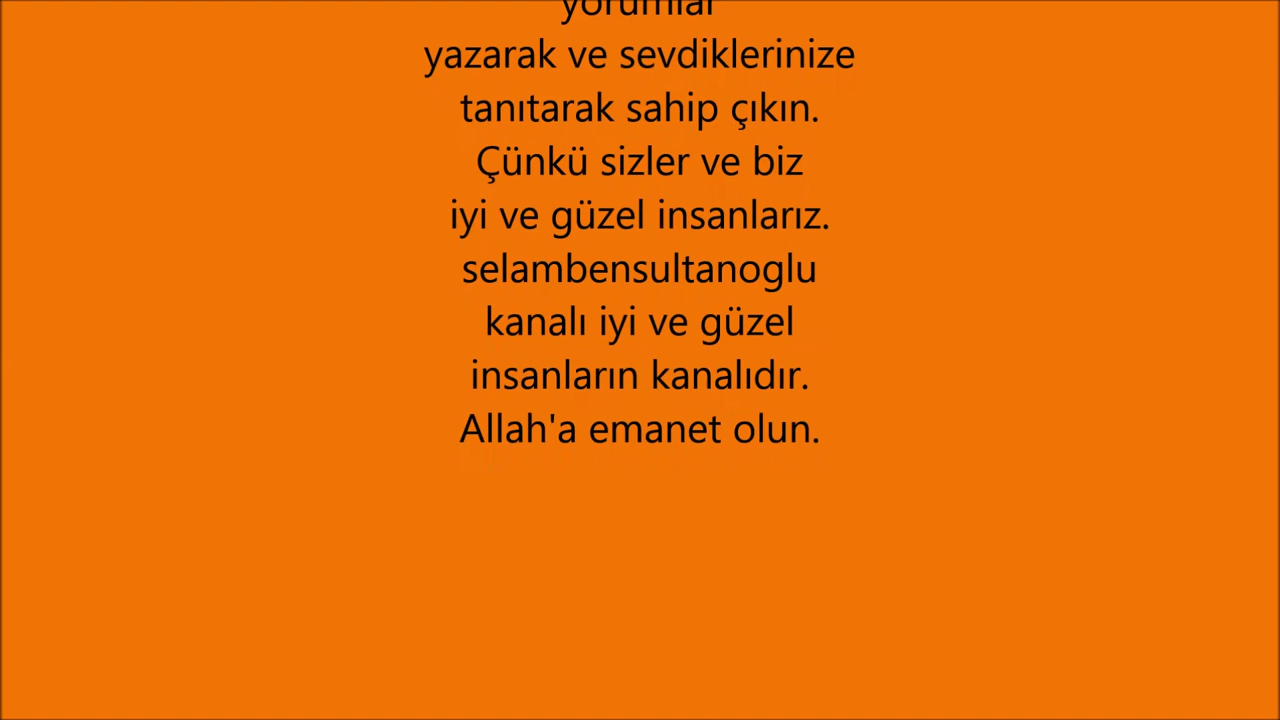 yorumlar
yazarak ve sevdiklerinize
tanıtarak sahip çıkın.
Çünkü sizler ve biz
iyi ve güzel insanlarız.
selambensultanoglu
kanalı iyi ve güzel
insanların kanalıdır.
Allah'a emanet olun.